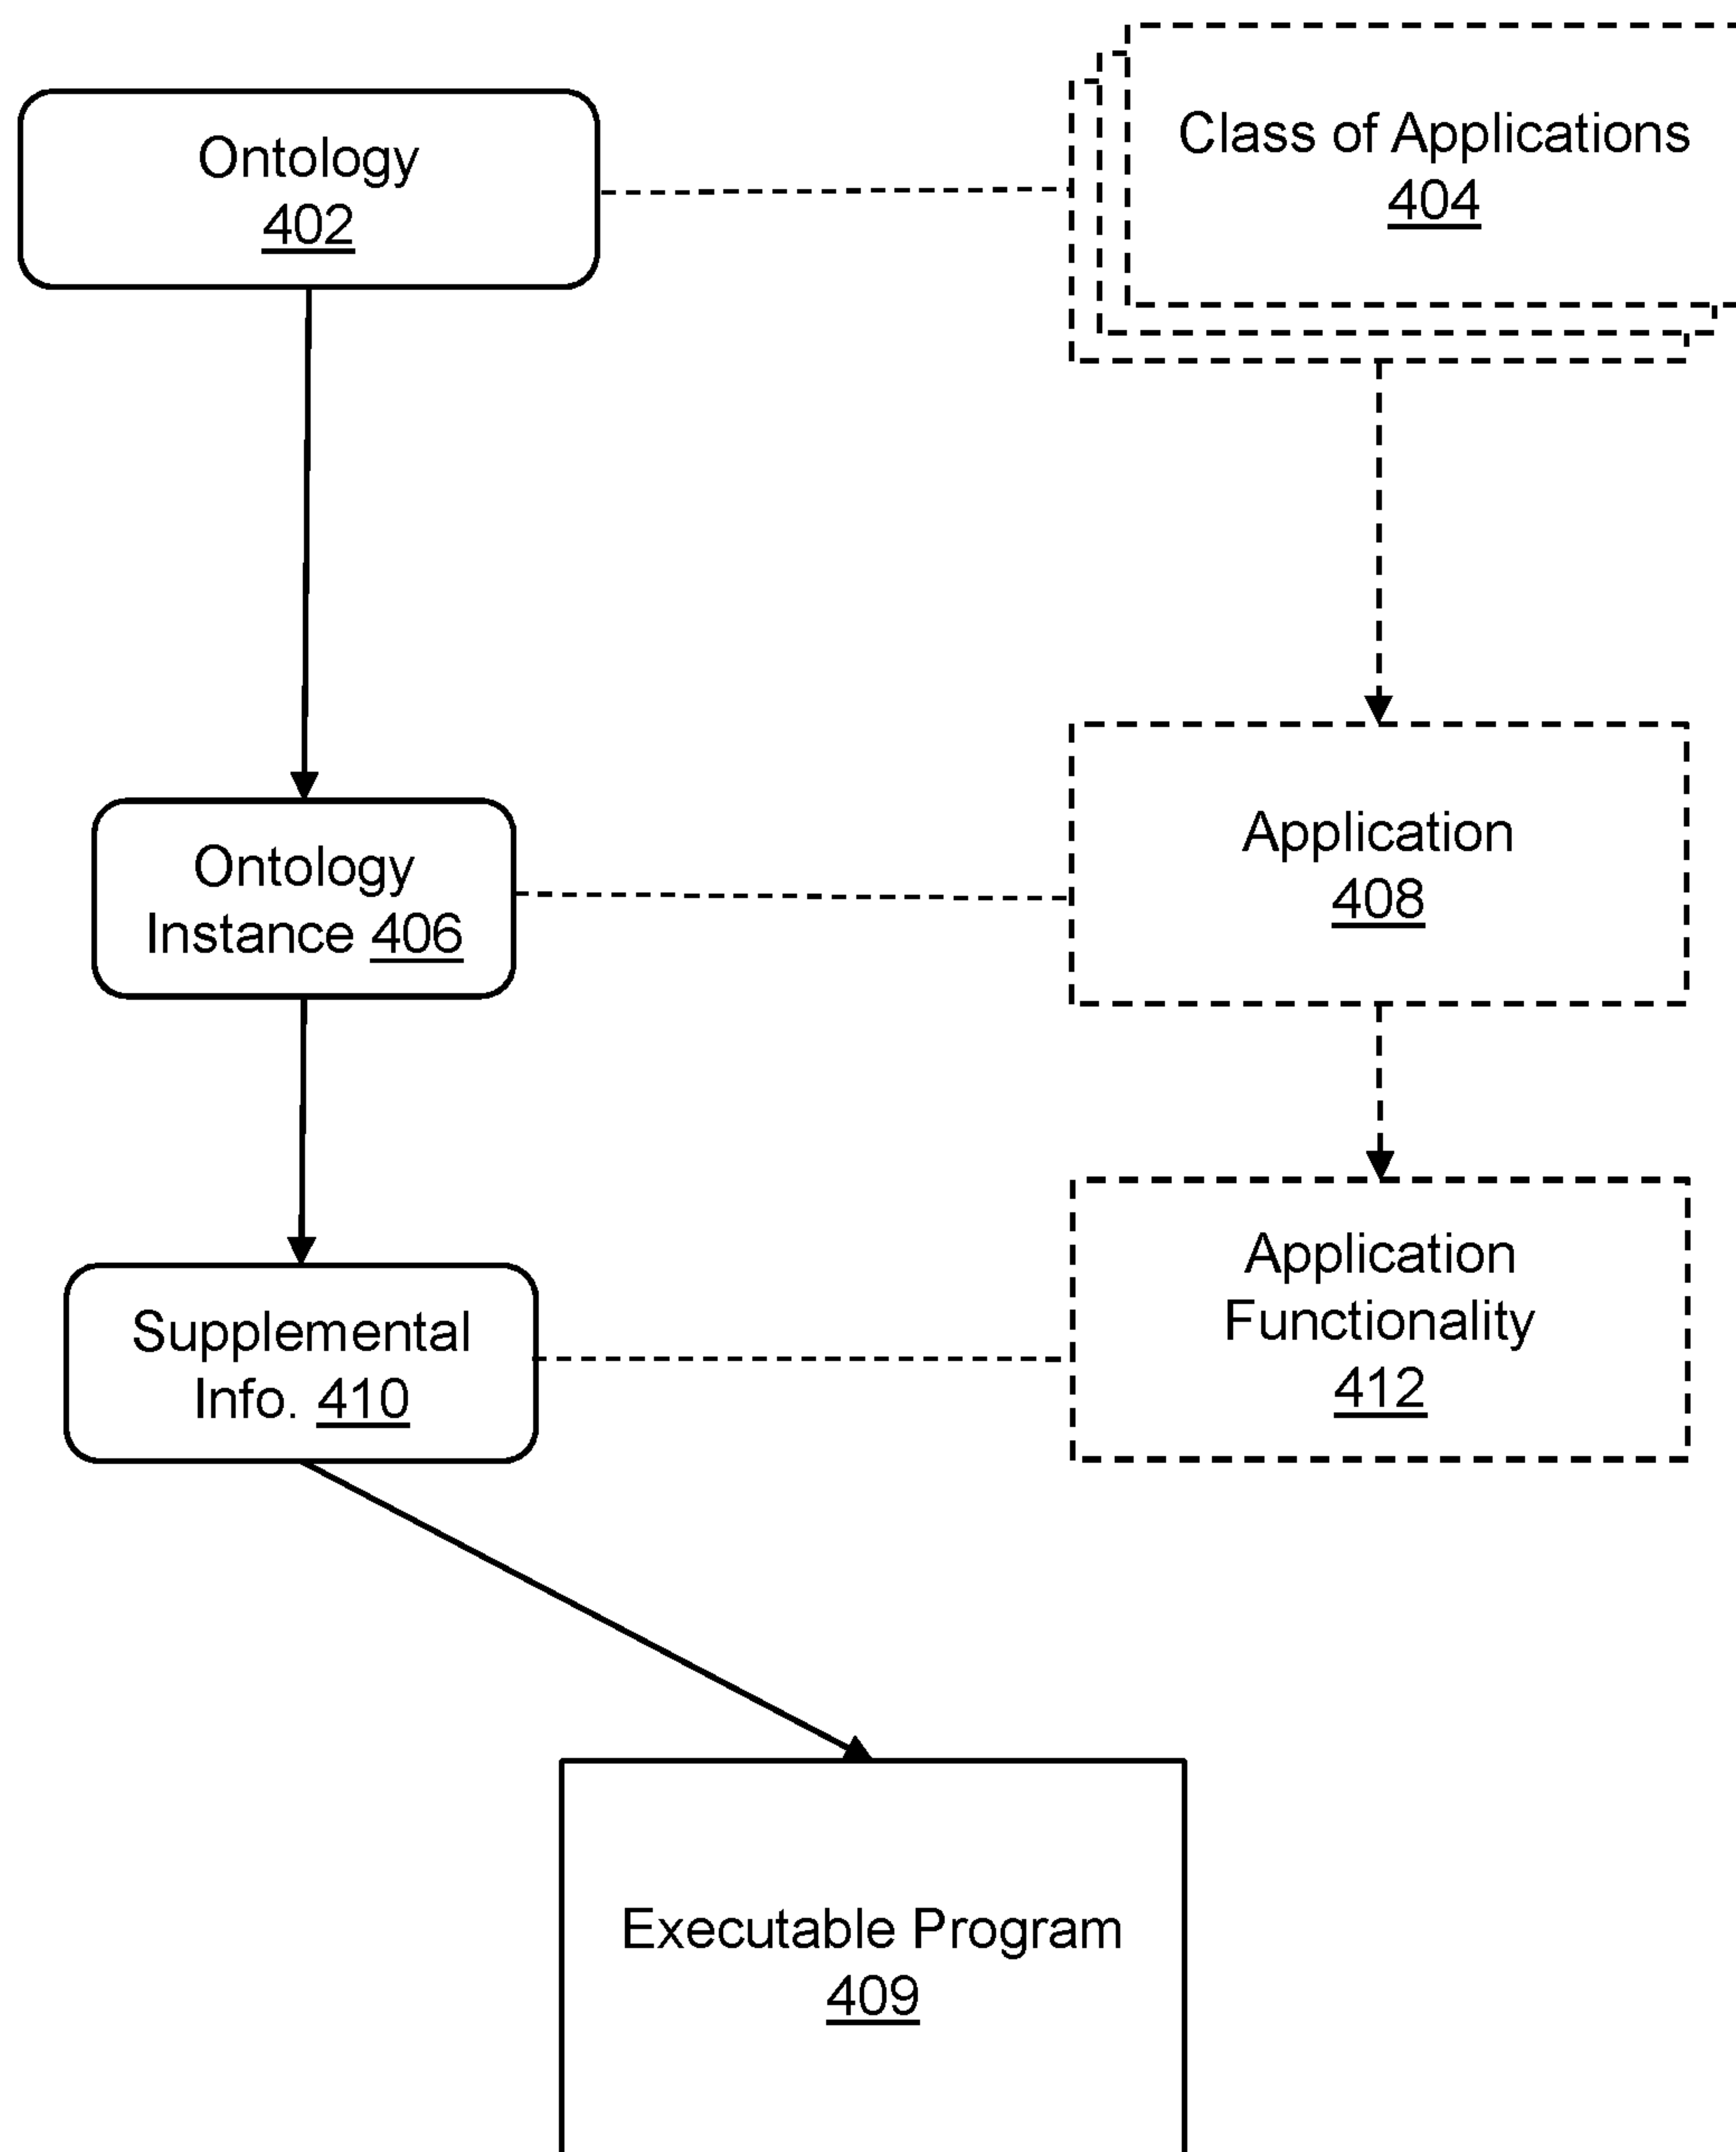 Ontology
402
Class of Applications
404
Ontology
Instance 406
Application
408
Supplemental
Info. 410
Application
Functionality
412
Executable Program
409